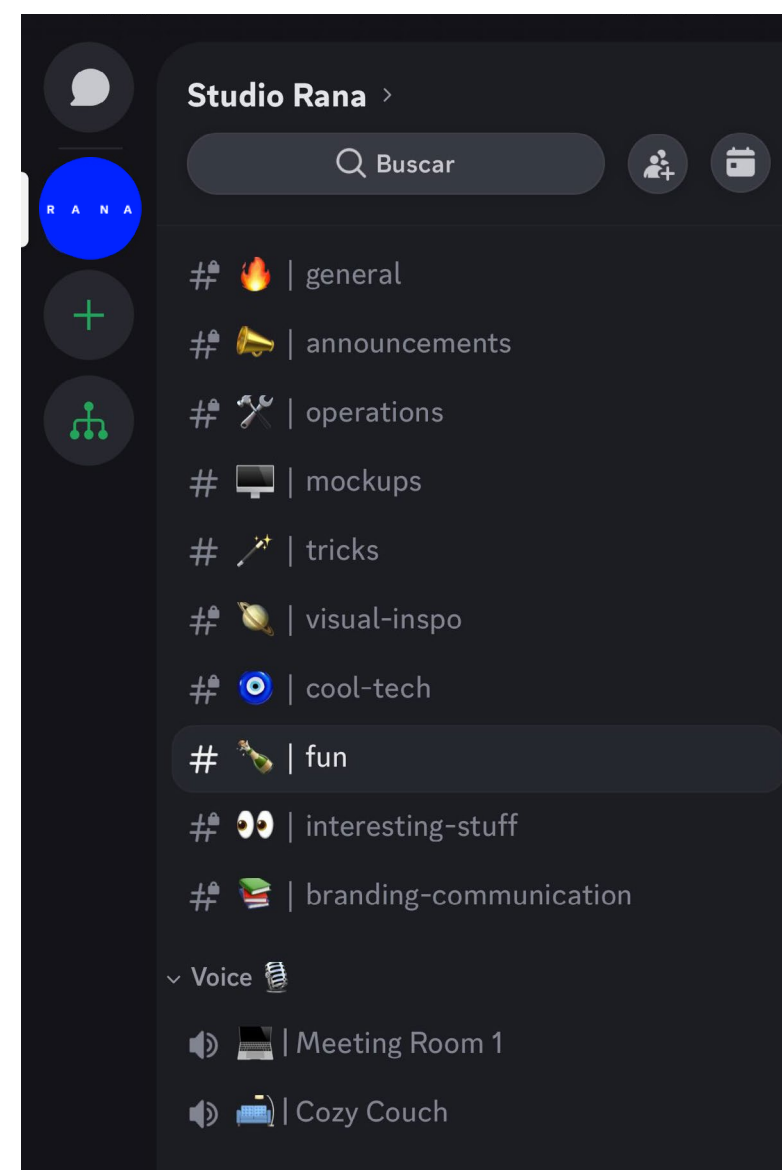 Studio Rana
Buscar
R A N A
general
announcements
operations
mockups
tricks
visual-inspo
cool-tech
fun
interesting-stuff
branding-communication
Voice
Meeting Room 1
Cozy Couch